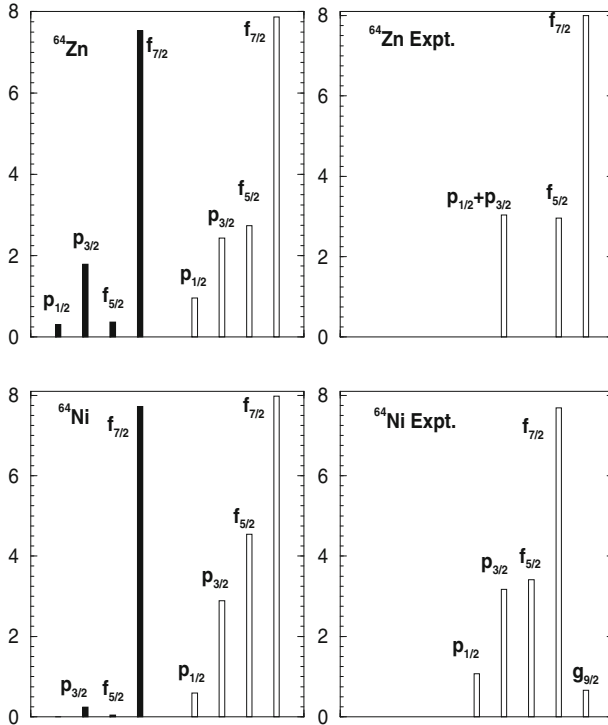 8
6
4
2
0
⁶⁴Zn
p₁/₂
p₃/₂
f₅/₂
f₇/₂
p₁/₂
p₃/₂
f₅/₂
f₇/₂
8
6
4
2
0
⁶⁴Zn Expt.
p₁/₂+p₃/₂
f₅/₂
f₇/₂
8
6
4
2
0
⁶⁴Ni
p₃/₂
f₅/₂
f₇/₂
p₁/₂
p₃/₂
f₅/₂
f₇/₂
8
6
4
2
0
⁶⁴Ni Expt.
p₁/₂
p₃/₂
f₅/₂
f₇/₂
g₉/₂